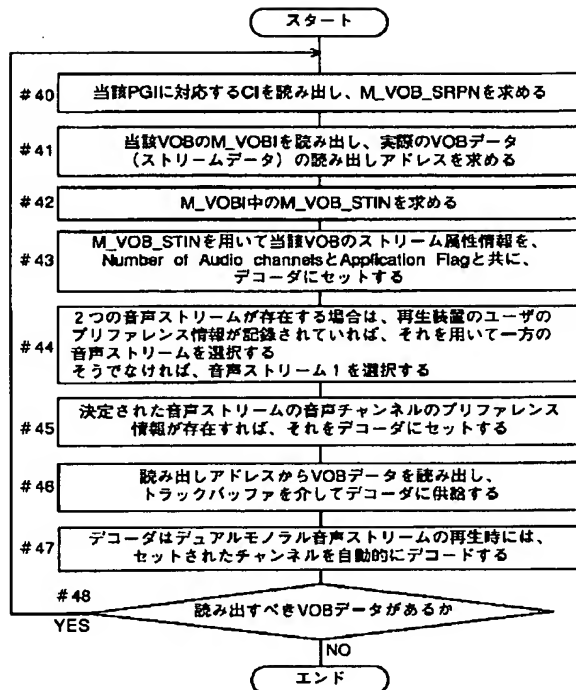 スタート
#40
当該PGIに対応するCIを読み出し、M_VOB_SRPNを求める
#41
当該VOBのM_VOBIを読み出し、実際のVOBデータ
（ストリームデータ）の読み出しアドレスを求める
#42
M_VOBI中のM_VOB_STINを求める
#43
M_VOB_STINを用いて当該VOBのストリーム属性情報を、
Number of Audio channelsとApplication Flagと共に、
デコーダにセットする
#44
2つの音声ストリームが存在する場合は、再生装置のユーザの
プリファレンス情報が記録されていれば、それを用いて一方の
音声ストリームを選択する
そうでなければ、音声ストリーム1を選択する
#45
決定された音声ストリームの音声チャンネルのプリファレンス
情報が存在すれば、それをデコーダにセットする
#46
読み出しアドレスからVOBデータを読み出し、
トラックバッファを介してデコーダに供給する
#47
デコーダはデュアルモノラル音声ストリームの再生時には、
セットされたチャンネルを自動的にデコードする
#48
読み出すべきVOBデータがあるか
YES
NO
エンド